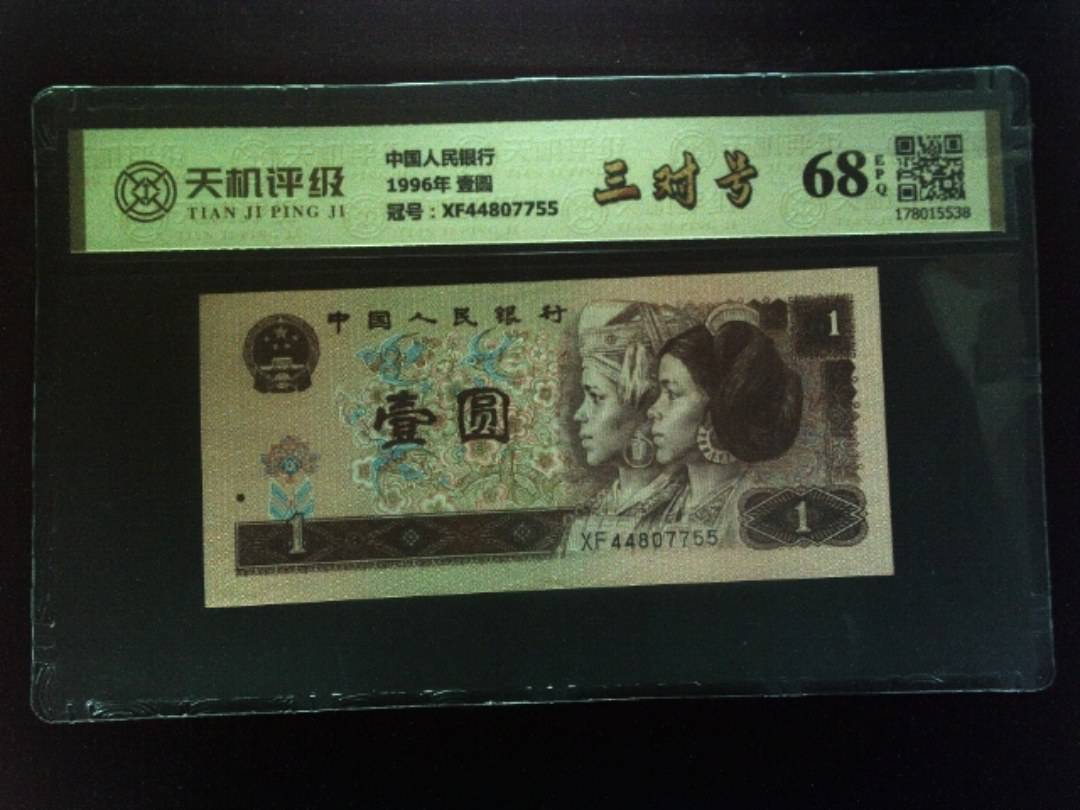 天机评级
TIAN JI PING JI
中国人民银行
1996年 壹圆
冠号：XF44807755
三对号
68
EPQ
178015538
中国人民银行
1
壹圆
1
XF44807755
1